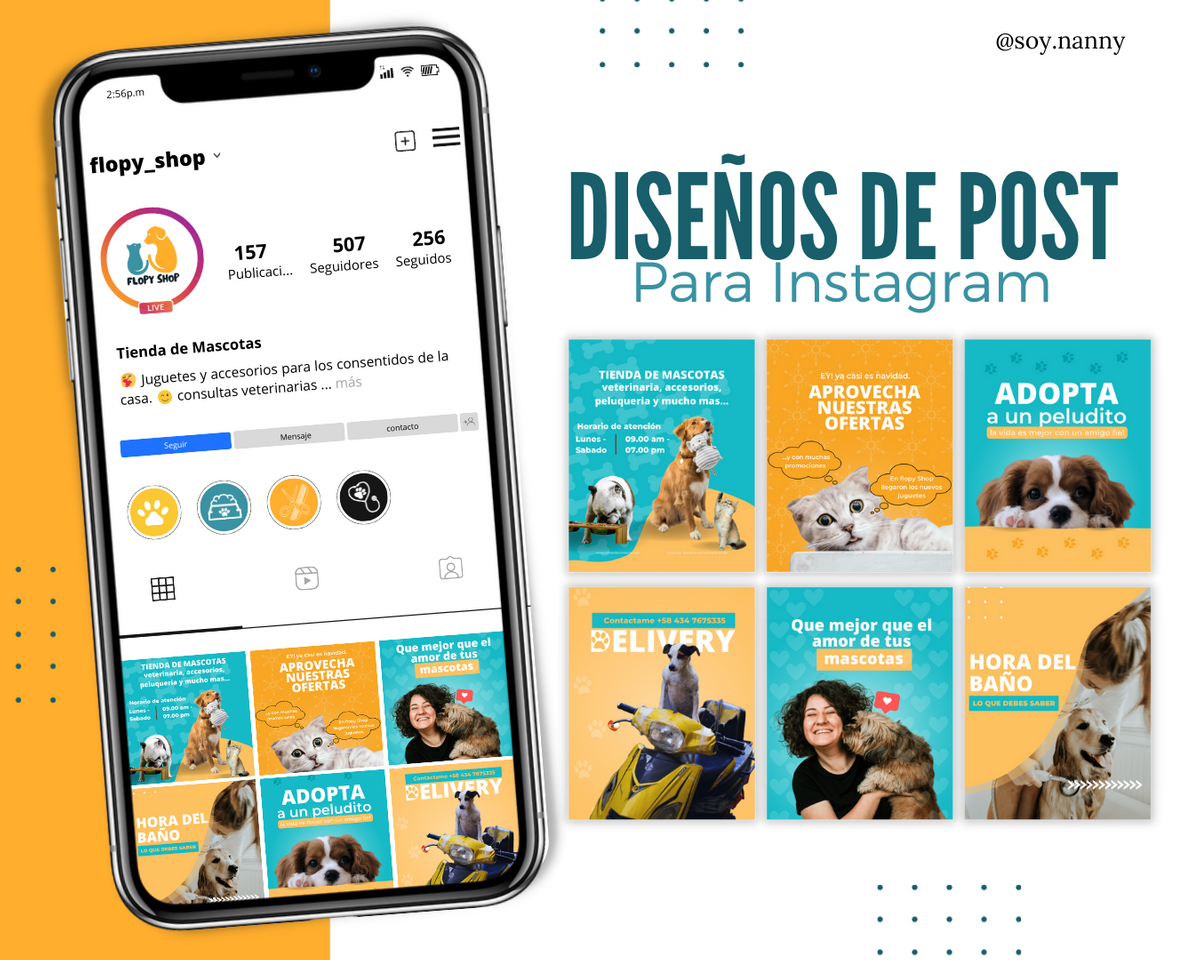 @soy.nanny
2:56p.m
flopy_shop
FLOPY SHOP
LIVE
157
Publicaci...
507
Seguidores
256
Seguidos
Tienda de Mascotas
Juguetes y accesorios para los consentidos de la
casa. consultas veterinarias ... más
Seguir
Mensaje
contacto
TIENDA DE MASCOTAS
veterinaria, accesorios,
peluqueria y mucho mas...
Horario de atención
Lunes -
Sabado
09.00 am -
07.00 pm
EY! ya casi es navidad.
APROVECHA
NUESTRAS
OFERTAS
...y con muchas
promociones
En flopy Shop
llegaron los nuevos
juguetes
Que mejor que el
amor de tus
mascotas
HORA DEL
BAÑO
LO QUE DEBES SABER
ADOPTA
a un peludito
la vida es mejor con un amigo fiel
Contactame +58 434 7675335
DELIVERY
DISEÑOS DE POST
Para Instagram
TIENDA DE MASCOTAS
veterinaria, accesorios,
peluqueria y mucho mas...
Horario de atención
Lunes -
Sabado
09.00 am -
07.00 pm
EY! ya casi es navidad.
APROVECHA
NUESTRAS
OFERTAS
...y con muchas
promociones
En flopy Shop
llegaron los nuevos
juguetes
ADOPTA
a un peludito
la vida es mejor con un amigo fiel
Contactame +58 434 7675335
DELIVERY
Que mejor que el
amor de tus
mascotas
HORA DEL
BAÑO
LO QUE DEBES SABER